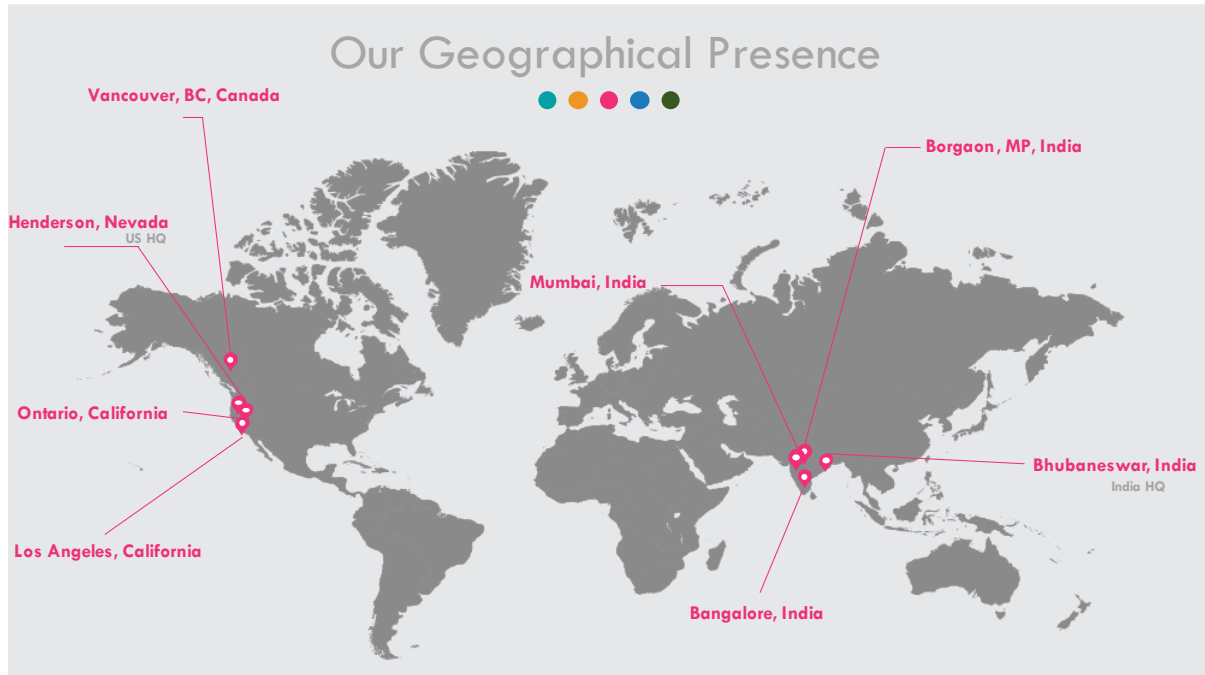 Our Geographical Presence
Vancouver, BC, Canada
Borgaon, MP, India
Henderson, Nevada
US HQ
Mumbai, India
Ontario, California
Bhubaneswar, India
India HQ
Los Angeles, California
Bangalore, India